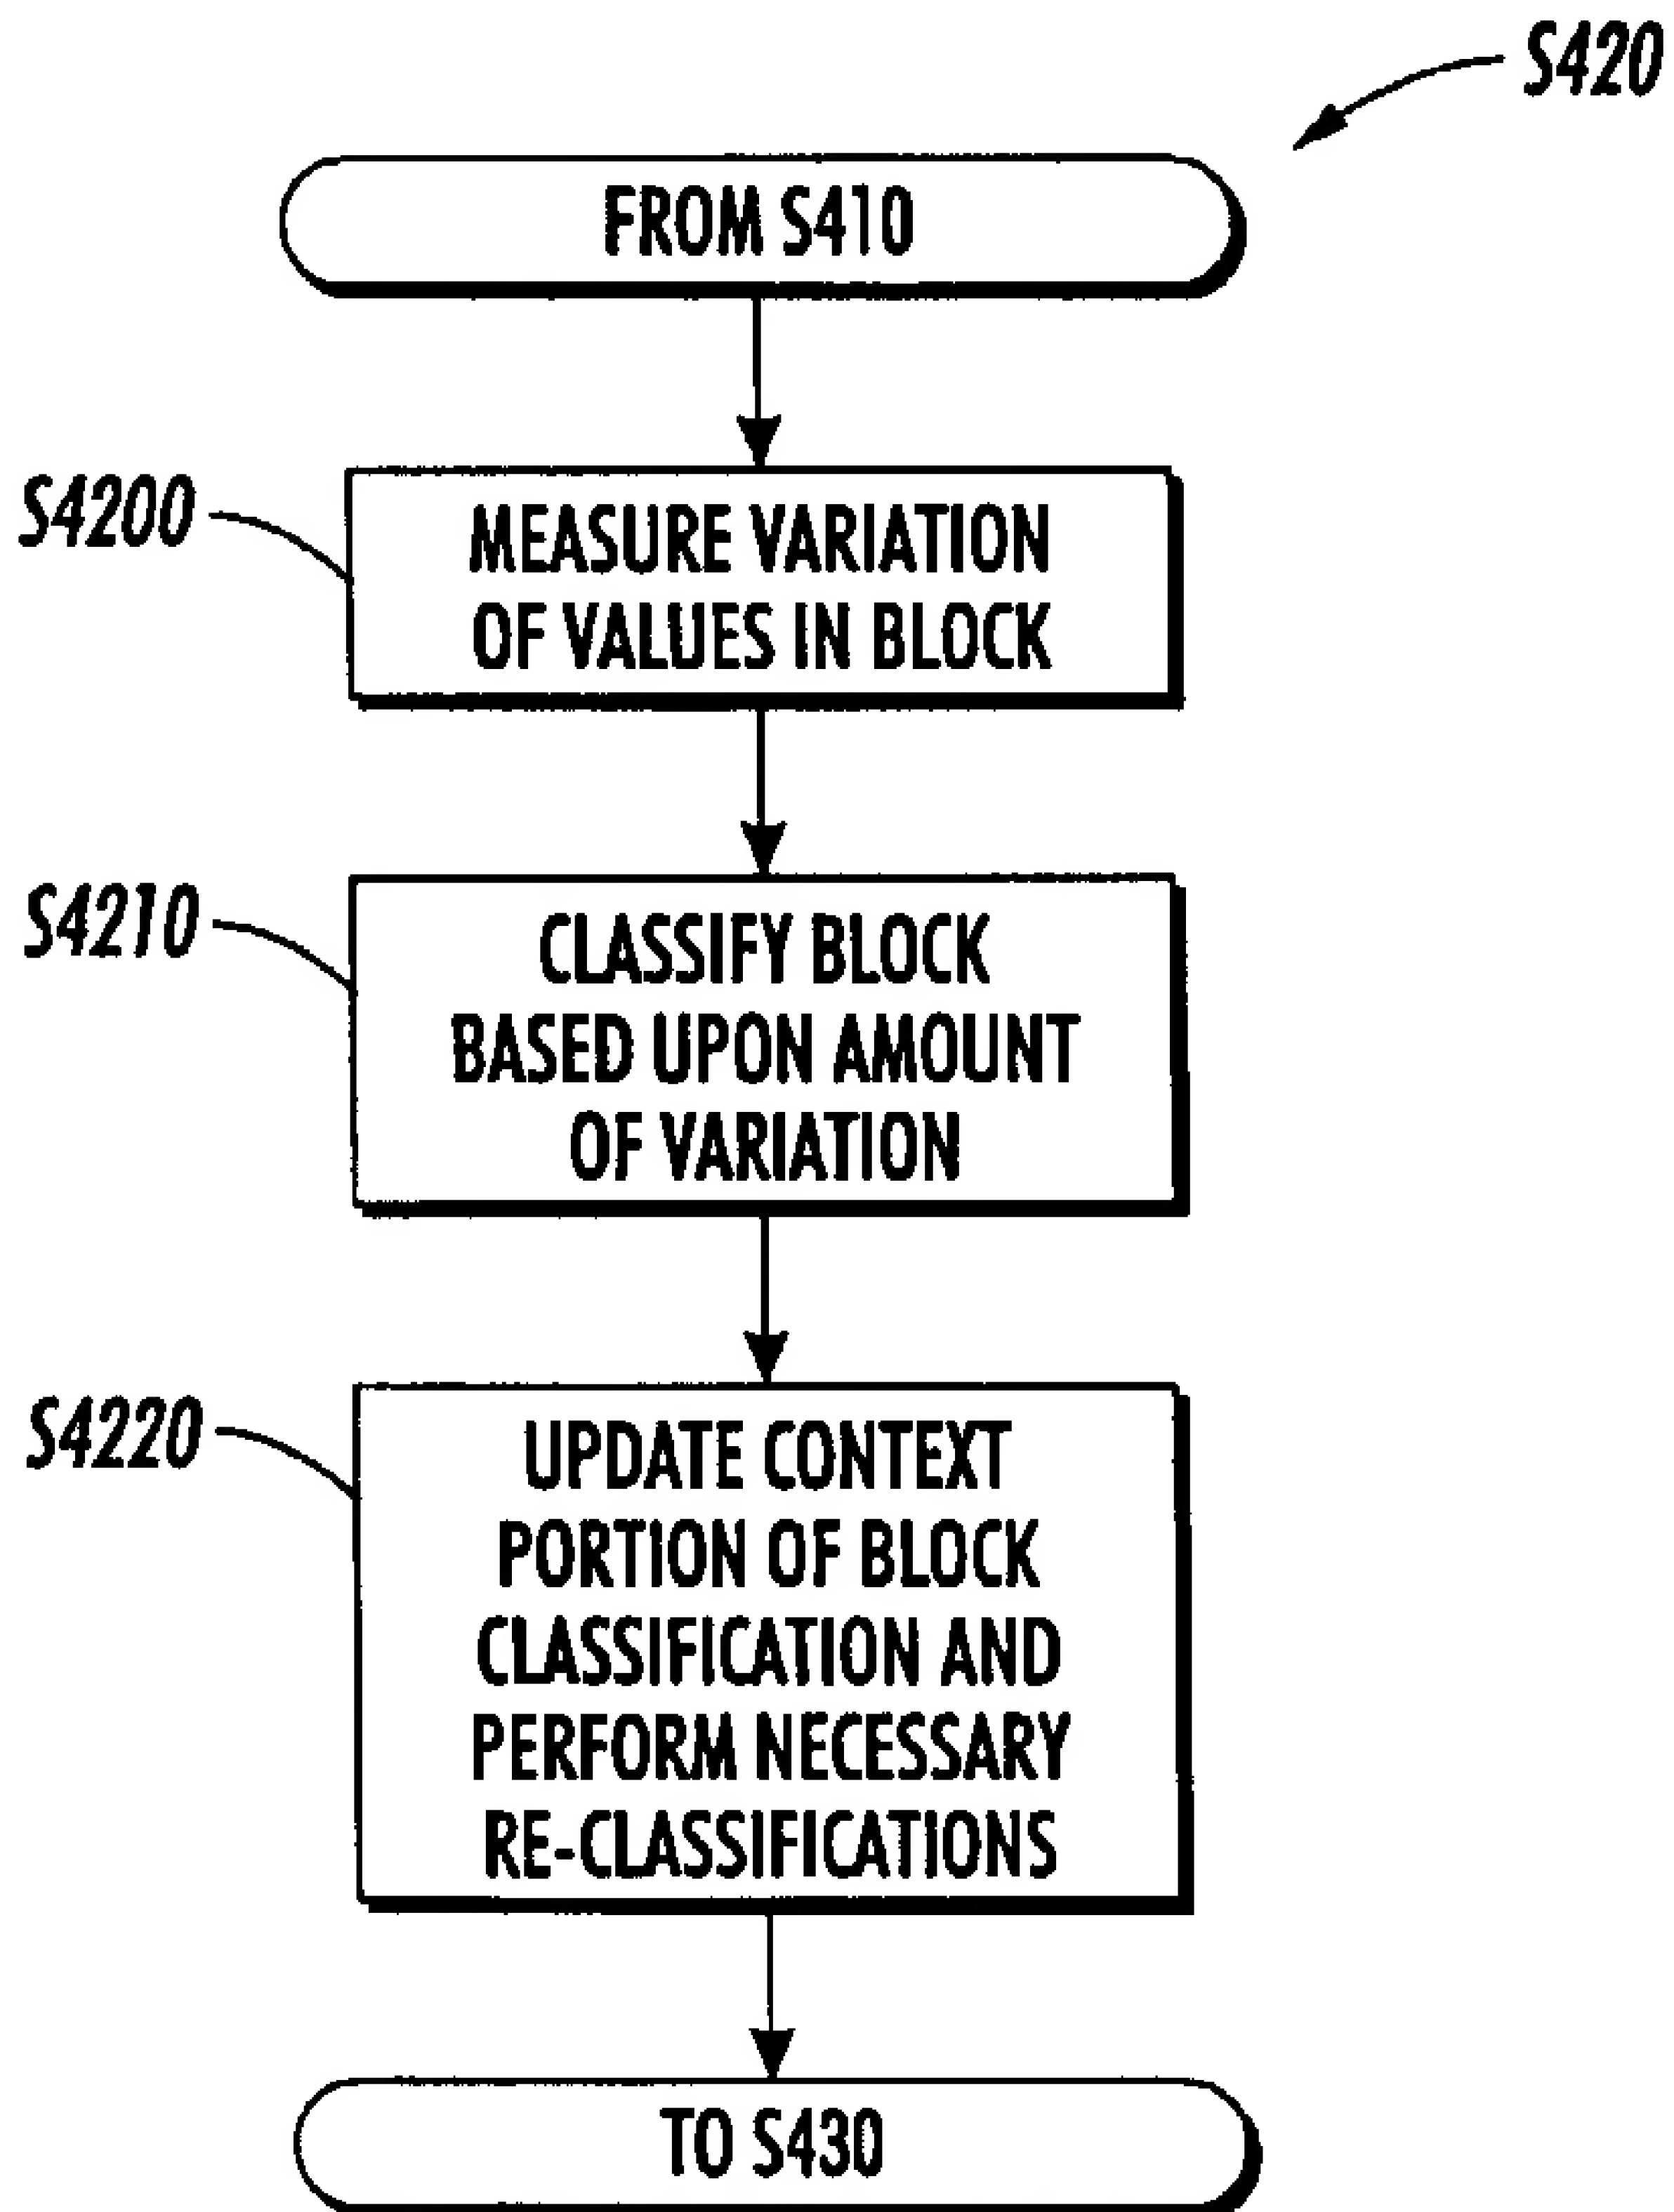 S420
FROM S410
S4200
MEASURE VARIATION
OF VALUES IN BLOCK
S4210
CLASSIFY BLOCK
BASED UPON AMOUNT
OF VARIATION
S4220
UPDATE CONTEXT
PORTION OF BLOCK
CLASSIFICATION AND
PERFORM NECESSARY
RE-CLASSIFICATIONS
TO S430